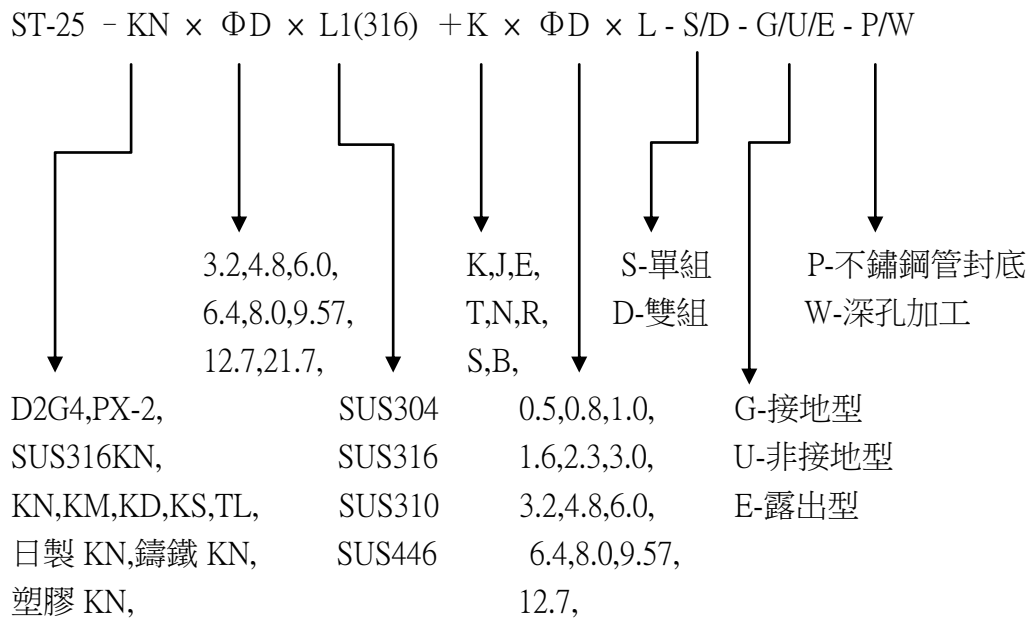 ST-25 - KN × ΦD × L1(316) +K × ΦD × L - S/D - G/U/E - P/W
3.2,4.8,6.0, K,J,E, S-單組 P-不鏽鋼管封底
6.4,8.0,9.57, T,N,R, D-雙組 W-深孔加工
12.7,21.7, S,B,
D2G4,PX-2, SUS304 0.5,0.8,1.0, G-接地型
SUS316KN, SUS316 1.6,2.3,3.0, U-非接地型
KN,KM,KD,KS,TL, SUS310 3.2,4.8,6.0, E-露出型
日製 KN,鑄鐵 KN, SUS446 6.4,8.0,9.57,
塑膠 KN, 12.7,